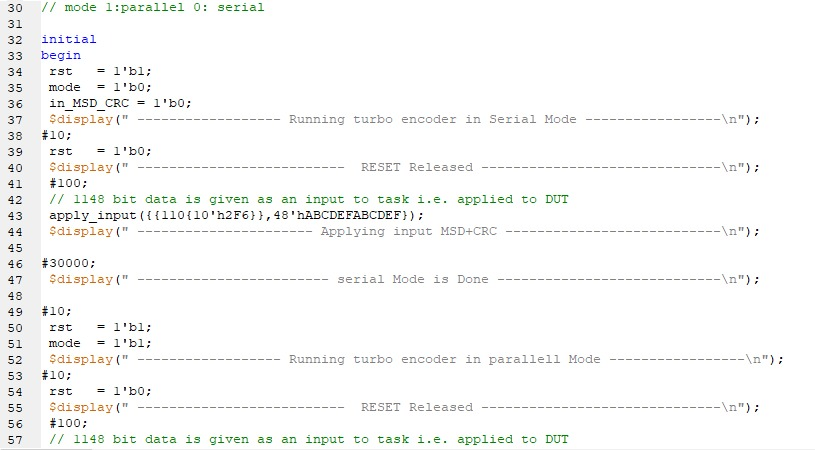 30 // mode 1:parallel 0: serial
31
32 initial
33 begin
34 rst = 1'b1;
35 mode = 1'b0;
36 in_MSD_CRC = 1'b0;
37 $display(" ------------------ Running turbo encoder in Serial Mode -----------------\n");
38 #10;
39 rst = 1'b0;
40 $display(" -------------------------- RESET Released ------------------------------\n");
41 #100;
42 // 1148 bit data is given as an input to task i.e. applied to DUT
43 apply_input({{110{10'h2F6}},48'hABCDEFABCDEF});
44 $display(" ---------------------- Applying input MSD+CRC ---------------------------\n");
45
46 #30000;
47 $display(" ------------------------ serial Mode is Done ----------------------------\n");
48
49 #10;
50 rst = 1'b1;
51 mode = 1'b1;
52 $display(" ------------------ Running turbo encoder in parallell Mode -----------------\n");
53 #10;
54 rst = 1'b0;
55 $display(" -------------------------- RESET Released ------------------------------\n");
56 #100;
57 // 1148 bit data is given as an input to task i.e. applied to DUT